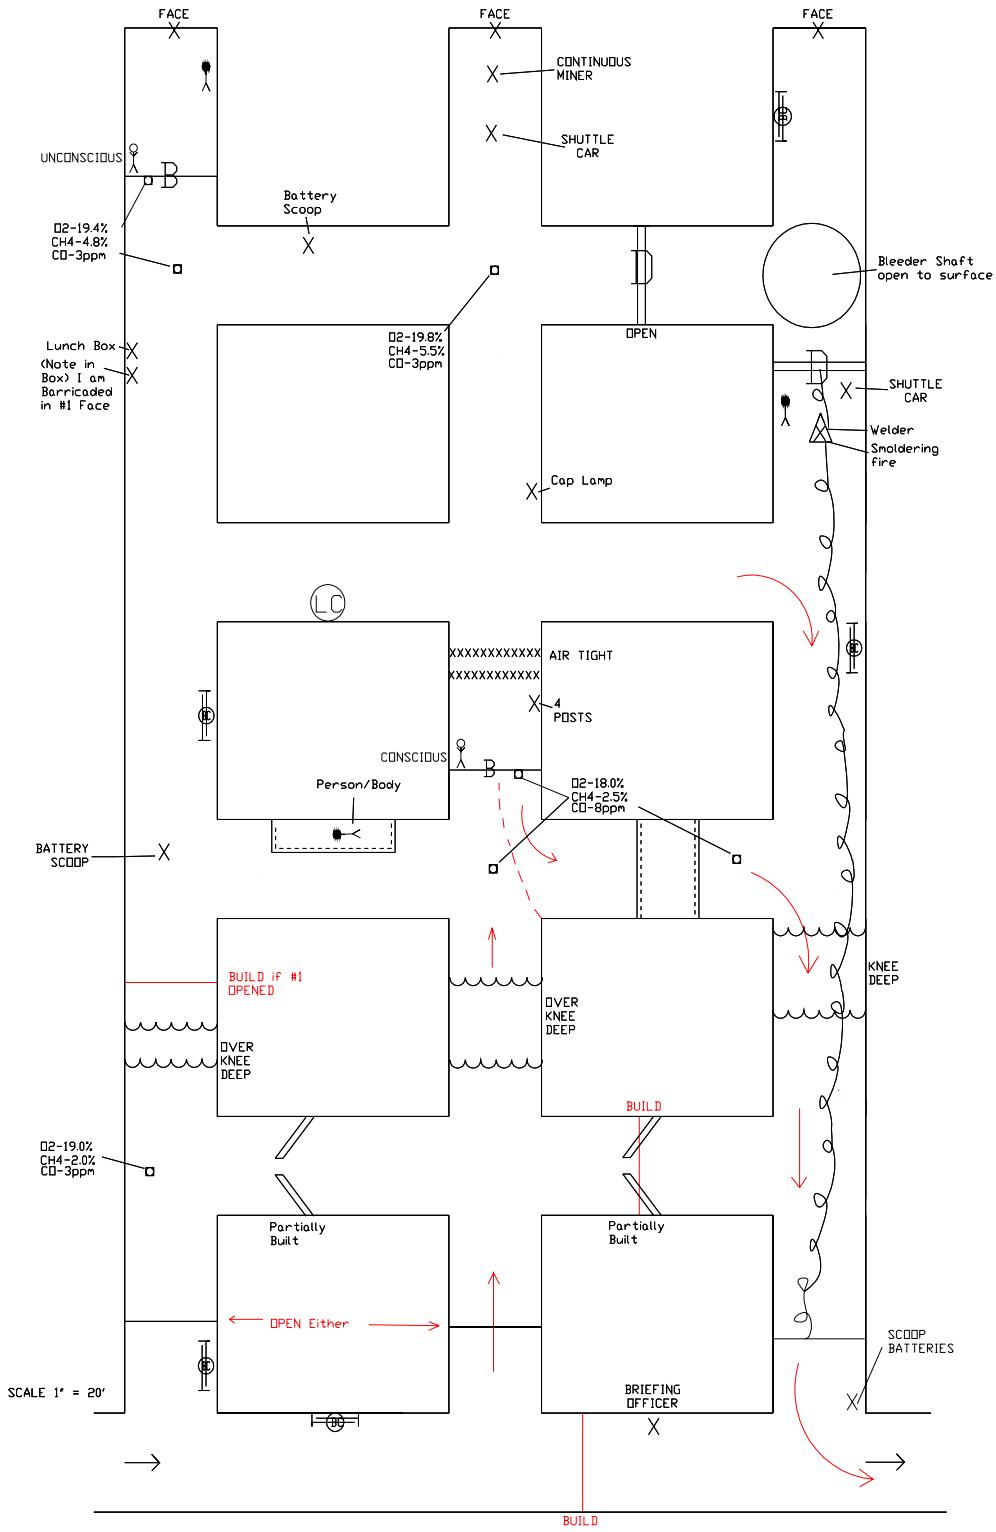 FACE
FACE
FACE
CONTINUOUS
MINER
SHUTTLE
CAR
UNCONSCIOUS
B
Battery
Scoop
O2-19.4%
CH4-4.8%
CO-3ppm
D
Bleeder Shaft
open to surface
OPEN
O2-19.8%
CH4-5.5%
CO-3ppm
Lunch Box
(Note in
Box) I am
Barricaded
in #1 Face
D
SHUTTLE
CAR
Welder
Smoldering
fire
Cap Lamp
LC
XXXXXXXXXXXX
AIR TIGHT
XXXXXXXXXXXX
4
POSTS
CONSCIOUS
B
Person/Body
O2-18.0%
CH4-2.5%
CO-8ppm
BATTERY
SCOOP
BUILD if #1
OPENED
KNEE
DEEP
OVER
KNEE
DEEP
OVER
KNEE
DEEP
BUILD
O2-19.0%
CH4-2.0%
CO-3ppm
Partially
Built
Partially
Built
OPEN Either
SCOOP
BATTERIES
SCALE 1" = 20'
BRIEFING
OFFICER
BUILD